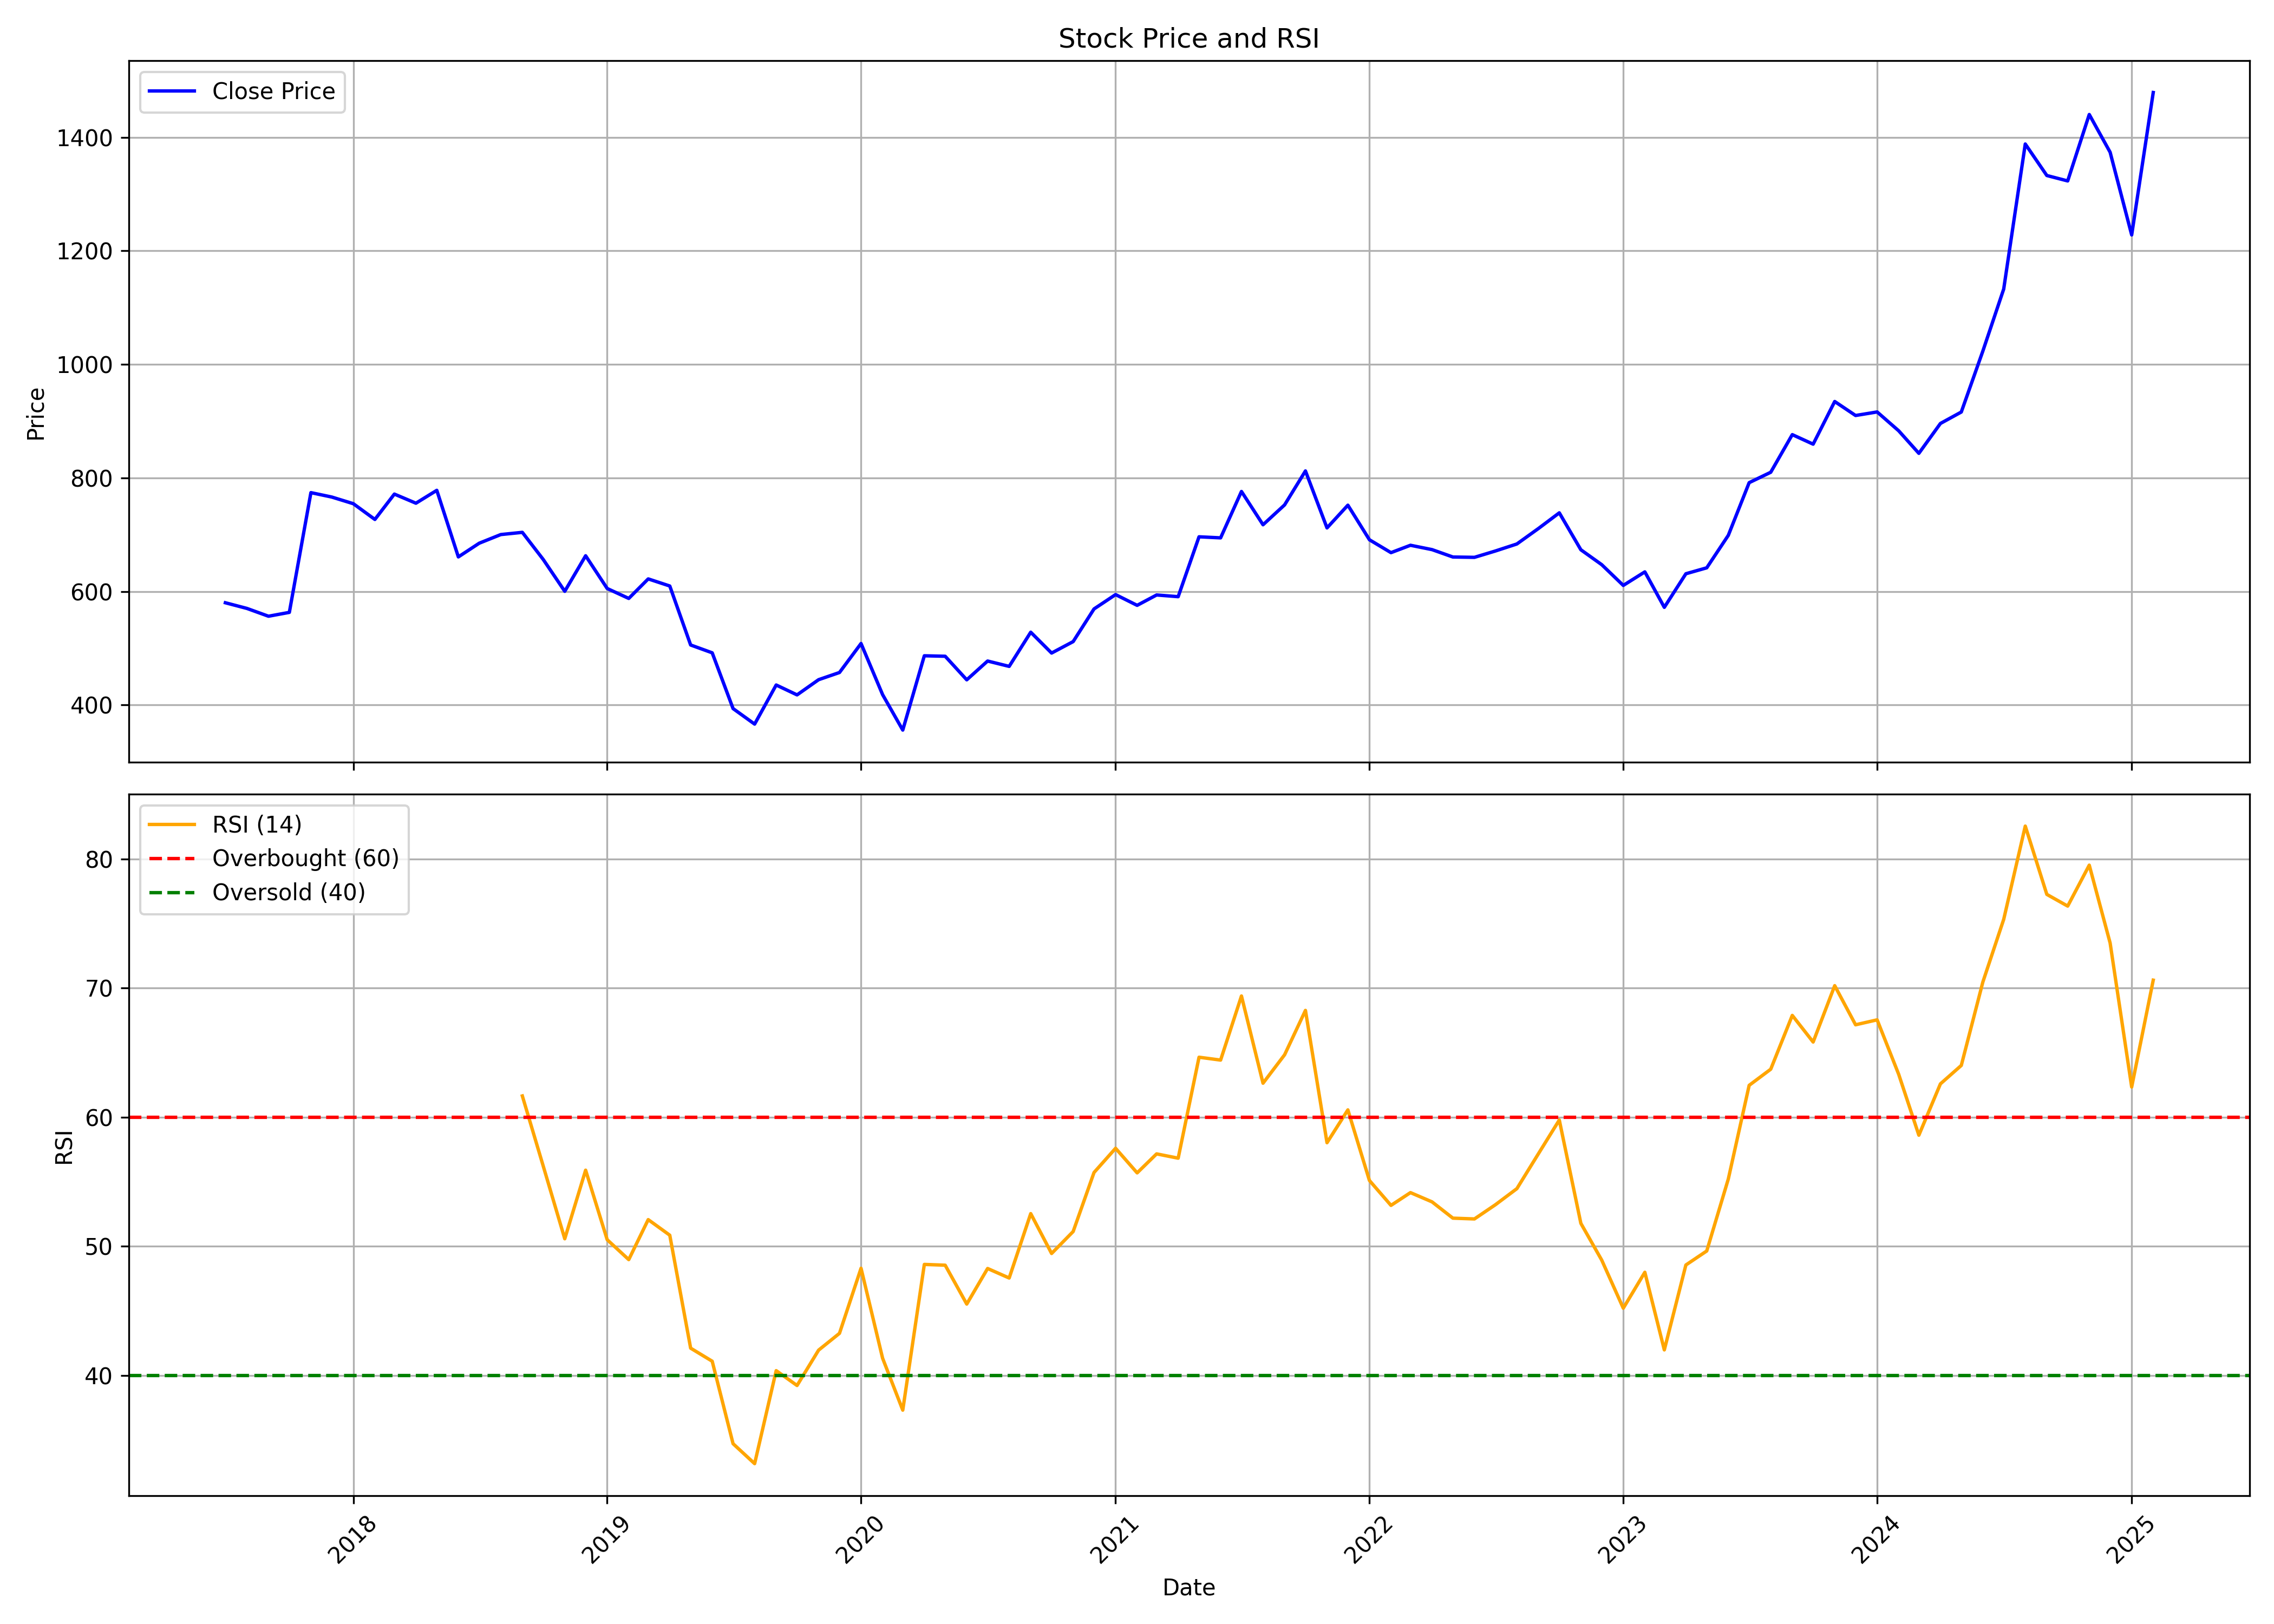 Stock Price and RSI
Close Price
1400
1200
1000
800
600
400
Price
RSI (14)
Overbought (60)
Oversold (40)
80
70
60
50
40
RSI
2018
2019
2020
2021
2022
2023
2024
2025
Date